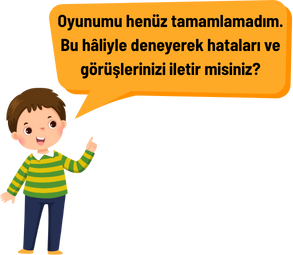 Oyunumu henüz tamamlamadım.
Bu hâliyle deneyerek hataları ve
görüşlerinizi iletir misiniz?